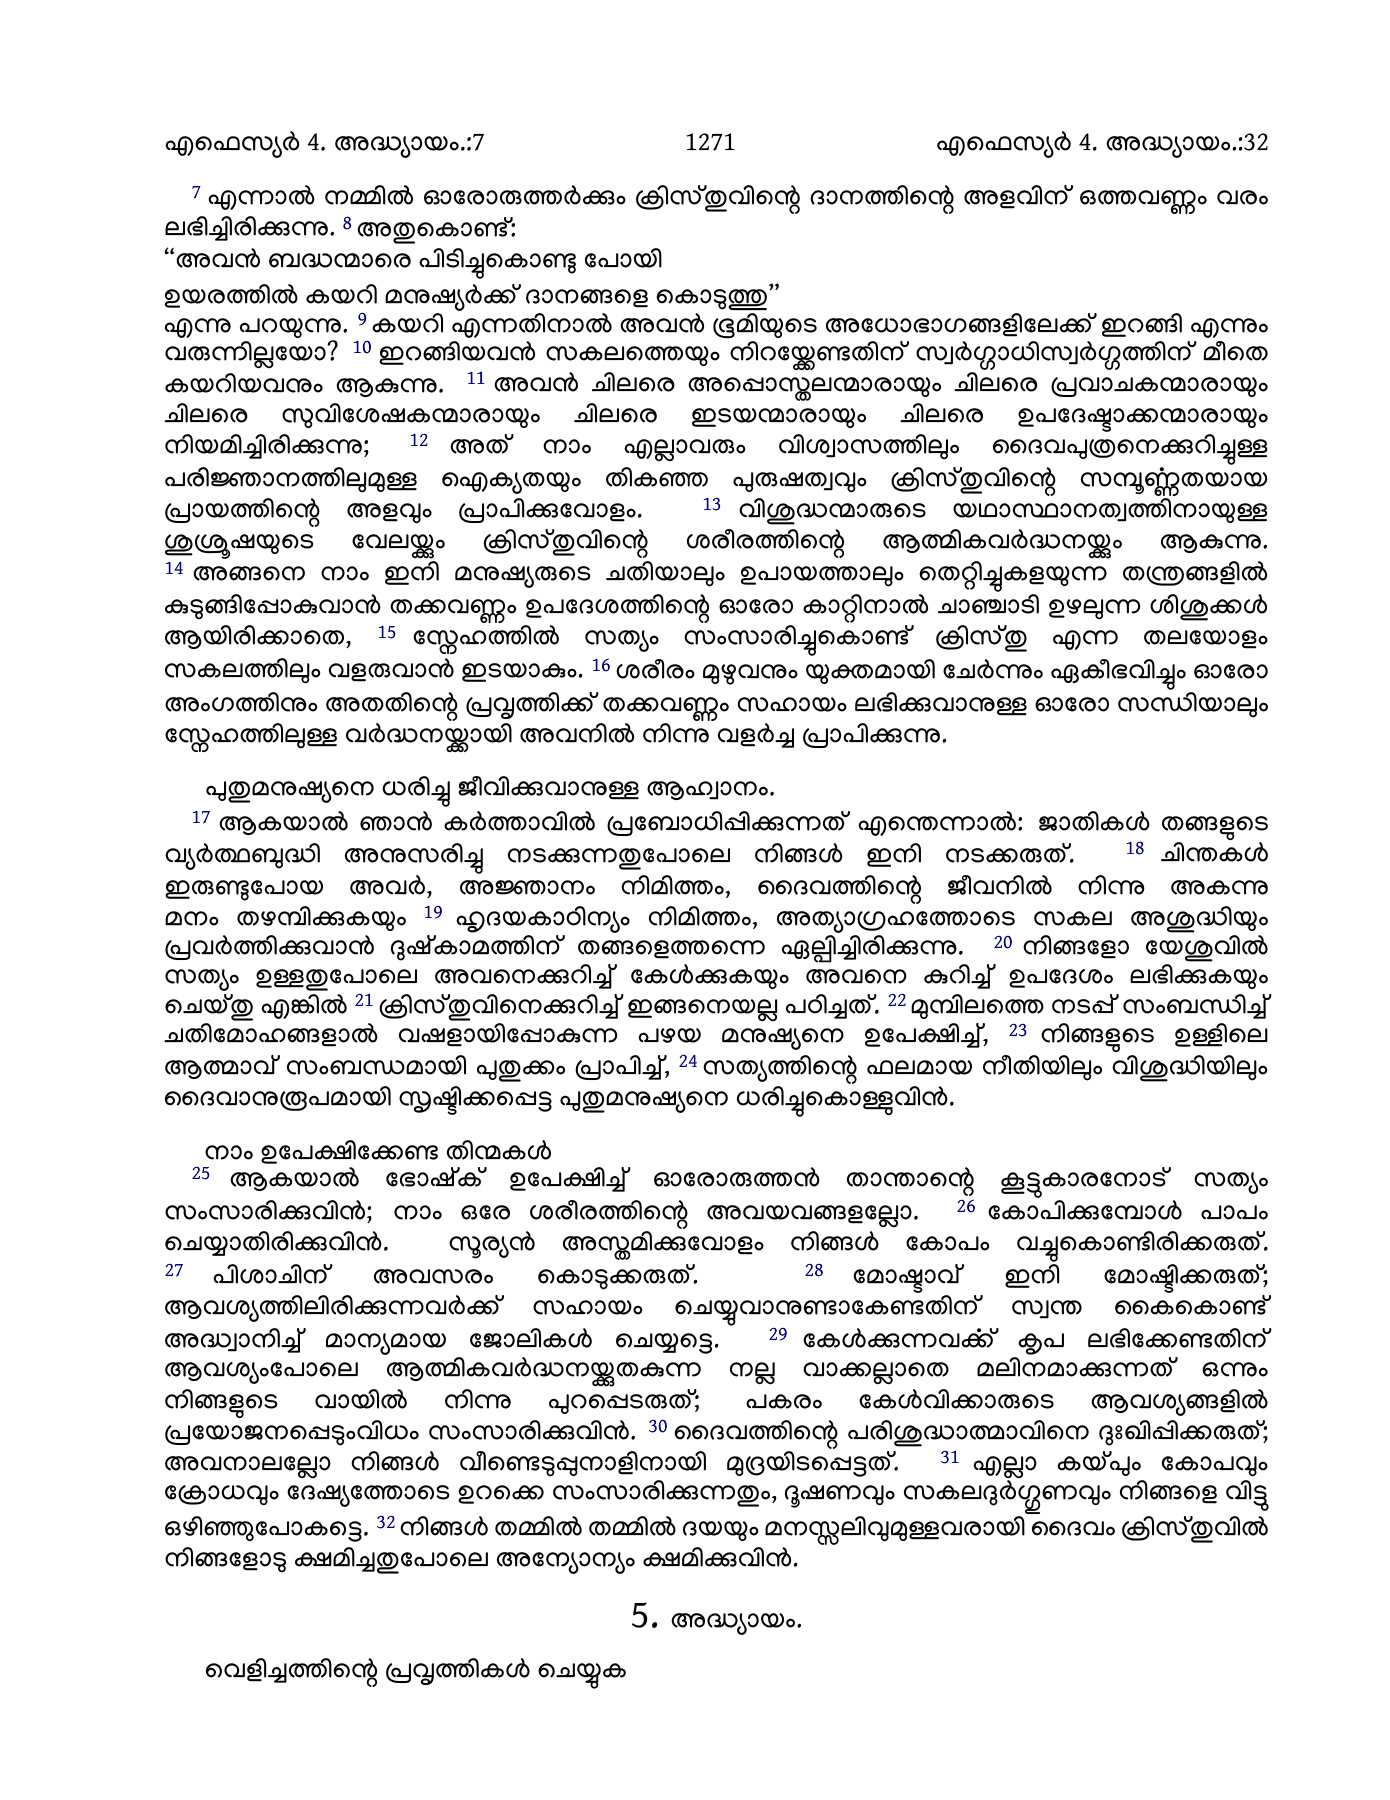 എഫെസ്യർ 4. അദ്ധ്യായം.:7 1271 എഫെസ്യർ 4. അദ്ധ്യായം.:32
7 എന്നാൽ നമ്മിൽ ഓരോരുത്തർക്കും ക്രിസ്തുവിന്റെ ദാനത്തിന്റെ അളവിന് ഒത്തവണ്ണം വരം
ലഭിച്ചിരിക്കുന്നു. 8 അതുകൊണ്ട്:
“അവൻ ബദ്ധന്മാരെ പിടിച്ചുകൊണ്ടു പോയി
ഉയരത്തിൽ കയറി മനുഷ്യർക്ക് ദാനങ്ങളെ കൊടുത്തു”
എന്നു പറയുന്നു. 9 കയറി എന്നതിനാൽ അവൻ ഭൂമിയുടെ അധോഭാഗങ്ങളിലേക്ക് ഇറങ്ങി എന്നും
വരുന്നില്ലയോ? 10 ഇറങ്ങിയവൻ സകലത്തെയും നിറയ്ക്കേണ്ടതിന് സ്വർഗ്ഗാധിസ്വർഗ്ഗത്തിന് മീതെ
കയറിയവനും ആകുന്നു. 11 അവൻ ചിലരെ അപ്പൊസ്തലന്മാരായും ചിലരെ പ്രവാചകന്മാരായും
ചിലരെ സുവിശേഷകന്മാരായും ചിലരെ ഇടയന്മാരായും ചിലരെ ഉപദേഷ്ടാക്കന്മാരായും
നിയമിച്ചിരിക്കുന്നു; 12 അത് നാം എല്ലാവരും വിശ്വാസത്തിലും ദൈവപുത്രനെക്കുറിച്ചുള്ള
പരിജ്ഞാനത്തിലുമുള്ള ഐക്യതയും തികഞ്ഞ പുരുഷത്വവും ക്രിസ്തുവിന്റെ സമ്പൂൎണ്ണതയായ
പ്രായത്തിന്റെ അളവും പ്രാപിക്കുവോളം. 13 വിശുദ്ധന്മാരുടെ യഥാസ്ഥാനത്വത്തിനായുള്ള
ശുശ്രൂഷയുടെ വേലയ്ക്കും ക്രിസ്തുവിന്റെ ശരീരത്തിന്റെ ആത്മികവർദ്ധനയ്ക്കും ആകുന്നു.
14 അങ്ങനെ നാം ഇനി മനുഷ്യരുടെ ചതിയാലും ഉപായത്താലും തെറ്റിച്ചുകളയുന്ന തന്ത്രങ്ങളിൽ
കുടുങ്ങിപ്പോകുവാൻ തക്കവണ്ണം ഉപദേശത്തിന്റെ ഓരോ കാറ്റിനാൽ ചാഞ്ചാടി ഉഴലുന്ന ശിശുക്കൾ
ആയിരിക്കാതെ, 15 സ്നേഹത്തിൽ സത്യം സംസാരിച്ചുകൊണ്ട് ക്രിസ്തു എന്ന തലയോളം
സകലത്തിലും വളരുവാൻ ഇടയാകും. 16 ശരീരം മുഴുവനും യുക്തമായി ചേർന്നും ഏകീഭവിച്ചും ഓരോ
അംഗത്തിനും അതതിന്റെ പ്രവൃത്തിക്ക് തക്കവണ്ണം സഹായം ലഭിക്കുവാനുള്ള ഓരോ സന്ധിയാലും
സ്നേഹത്തിലുള്ള വർദ്ധനയ്ക്കായി അവനിൽ നിന്നു വളർച്ച പ്രാപിക്കുന്നു.
പുതുമനുഷ്യനെ ധരിച്ചു ജീവിക്കുവാനുള്ള ആഹ്വാനം.
17 ആകയാൽ ഞാൻ കർത്താവിൽ പ്രബോധിപ്പിക്കുന്നത് എന്തെന്നാൽ: ജാതികൾ തങ്ങളുടെ
വ്യർത്ഥബുദ്ധി അനുസരിച്ചു നടക്കുന്നതുപോലെ നിങ്ങൾ ഇനി നടക്കരുത്. 18 ചിന്തകൾ
ഇരുണ്ടുപോയ അവർ, അജ്ഞാനം നിമിത്തം, ദൈവത്തിന്റെ ജീവനിൽ നിന്നു അകന്നു
മനം തഴമ്പിക്കുകയും 19 ഹൃദയകാഠിന്യം നിമിത്തം, അത്യാഗ്രഹത്തോടെ സകല അശുദ്ധിയും
പ്രവർത്തിക്കുവാൻ ദുഷ്കാമത്തിന് തങ്ങളെത്തന്നെ ഏല്പിച്ചിരിക്കുന്നു. 20 നിങ്ങളോ യേശുവിൽ
സത്യം ഉള്ളതുപോലെ അവനെക്കുറിച്ച് കേൾക്കുകയും അവനെ കുറിച്ച് ഉപദേശം ലഭിക്കുകയും
ചെയ്തു എങ്കിൽ 21 ക്രിസ്തുവിനെക്കുറിച്ച് ഇങ്ങനെയല്ല പഠിച്ചത്. 22 മുമ്പിലത്തെ നടപ്പ് സംബന്ധിച്ച്
ചതിമോഹങ്ങളാൽ വഷളായിപ്പോകുന്ന പഴയ മനുഷ്യനെ ഉപേക്ഷിച്ച്, 23 നിങ്ങളുടെ ഉള്ളിലെ
ആത്മാവ് സംബന്ധമായി പുതുക്കം പ്രാപിച്ച്, 24 സത്യത്തിന്റെ ഫലമായ നീതിയിലും വിശുദ്ധിയിലും
ദൈവാനുരൂപമായി സൃഷ്ടിക്കപ്പെട്ട പുതുമനുഷ്യനെ ധരിച്ചുകൊള്ളുവിൻ.
നാം ഉപേക്ഷിക്കേണ്ട തിന്മകൾ
25 ആകയാൽ ഭോഷ്ക് ഉപേക്ഷിച്ച് ഓരോരുത്തൻ താന്താന്റെ കൂട്ടുകാരനോട് സത്യം
സംസാരിക്കുവിൻ; നാം ഒരേ ശരീരത്തിന്റെ അവയവങ്ങളല്ലോ. 26 കോപിക്കുമ്പോൾ പാപം
ചെയ്യാതിരിക്കുവിൻ. സൂര്യൻ അസ്തമിക്കുവോളം നിങ്ങൾ കോപം വച്ചുകൊണ്ടിരിക്കരുത്.
27 പിശാചിന് അവസരം കൊടുക്കരുത്. 28 മോഷ്ടാവ് ഇനി മോഷ്ടിക്കരുത്;
ആവശ്യത്തിലിരിക്കുന്നവർക്ക് സഹായം ചെയ്യുവാനുണ്ടാകേണ്ടതിന് സ്വന്ത കൈകൊണ്ട്
അദ്ധ്വാനിച്ച് മാന്യമായ ജോലികൾ ചെയ്യട്ടെ. 29 കേൾക്കുന്നവൎക്ക് കൃപ ലഭിക്കേണ്ടതിന്
ആവശ്യംപോലെ ആത്മികവർദ്ധനയ്ക്കുതകുന്ന നല്ല വാക്കല്ലാതെ മലിനമാക്കുന്നത് ഒന്നും
നിങ്ങളുടെ വായിൽ നിന്നു പുറപ്പെടരുത്; പകരം കേൾവിക്കാരുടെ ആവശ്യങ്ങളിൽ
പ്രയോജനപ്പെടുംവിധം സംസാരിക്കുവിൻ. 30 ദൈവത്തിന്റെ പരിശുദ്ധാത്മാവിനെ ദുഃഖിപ്പിക്കരുത്;
അവനാലല്ലോ നിങ്ങൾ വീണ്ടെടുപ്പുനാളിനായി മുദ്രയിടപ്പെട്ടത്. 31 എല്ലാ കയ്പും കോപവും
ക്രോധവും ദേഷ്യത്തോടെ ഉറക്കെ സംസാരിക്കുന്നതും, ദൂഷണവും സകലദുർഗ്ഗുണവും നിങ്ങളെ വിട്ടു
ഒഴിഞ്ഞുപോകട്ടെ. 32 നിങ്ങൾ തമ്മിൽ തമ്മിൽ ദയയും മനസ്സലിവുമുള്ളവരായി ദൈവം ക്രിസ്തുവിൽ
നിങ്ങളോടു ക്ഷമിച്ചതുപോലെ അന്യോന്യം ക്ഷമിക്കുവിൻ.
5. അദ്ധ്യായം.
വെളിച്ചത്തിന്റെ പ്രവൃത്തികൾ ചെയ്യുക